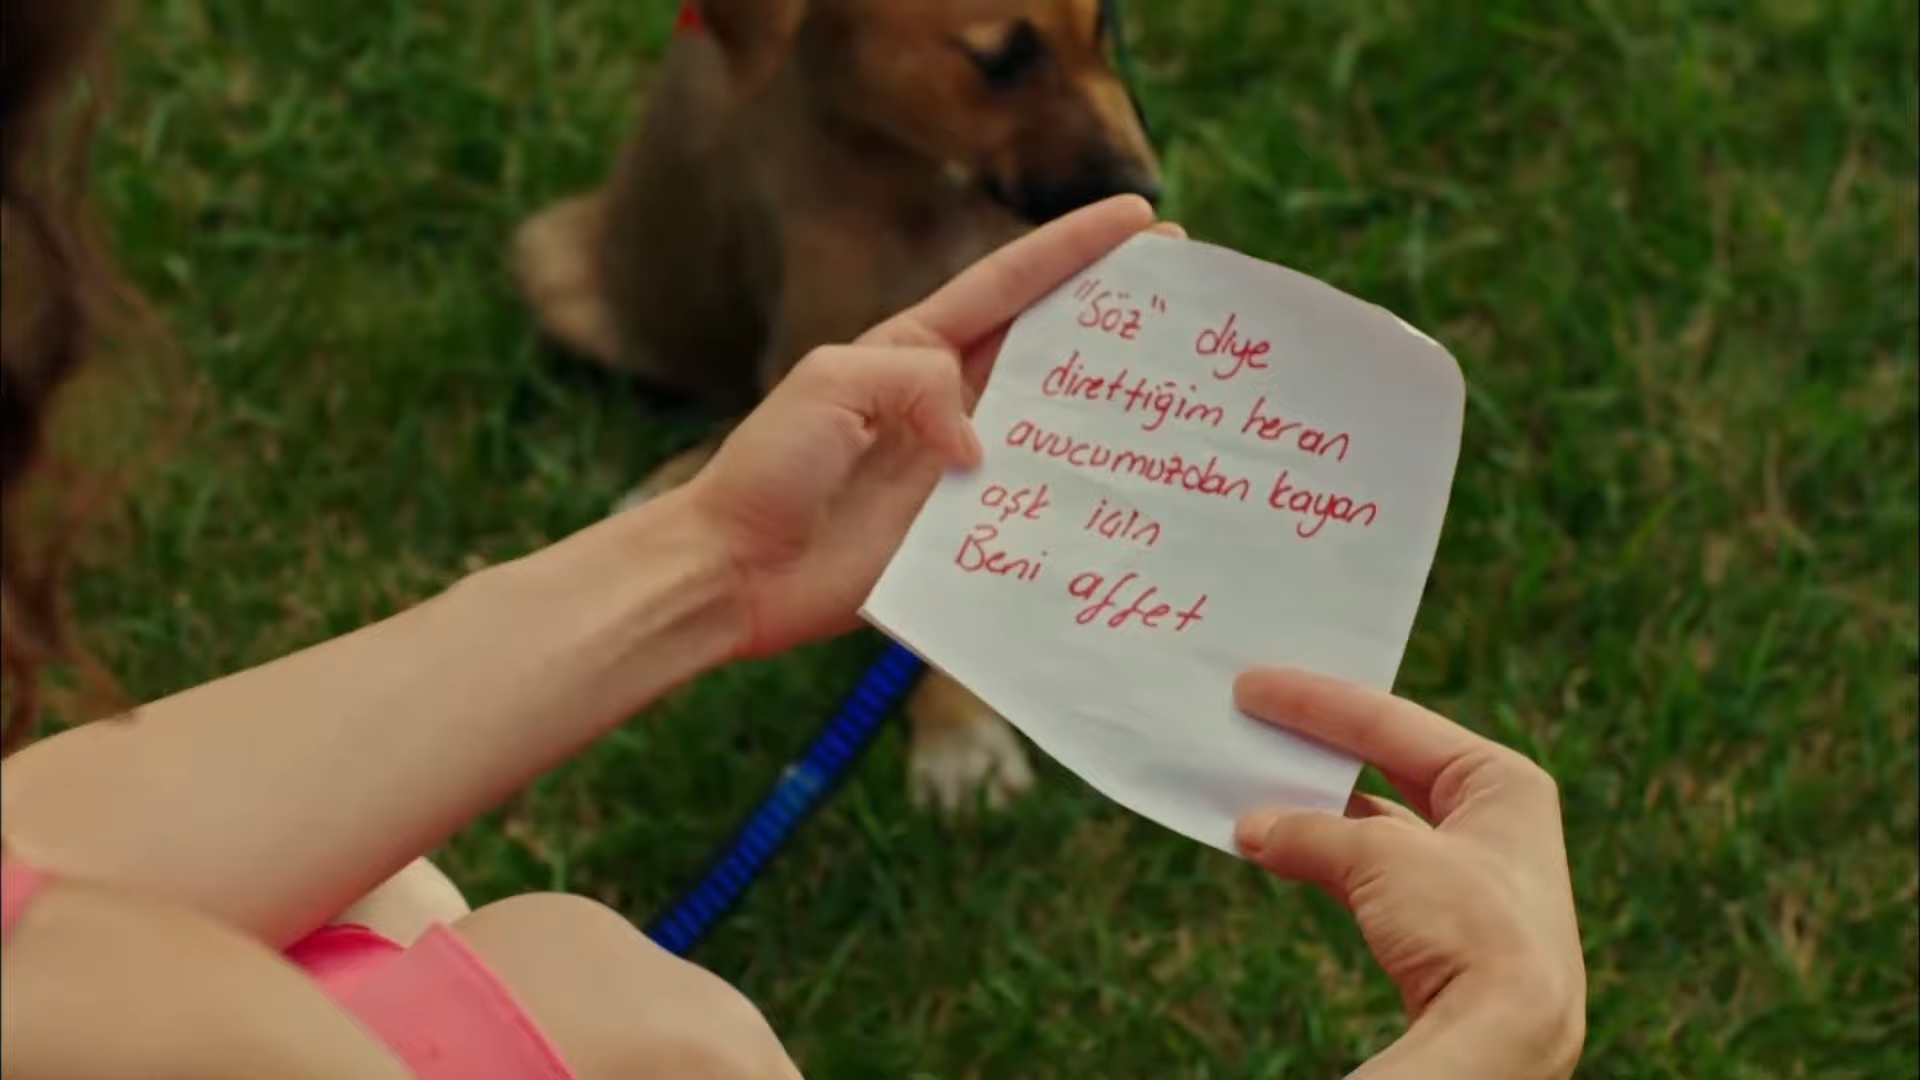 "Söz" diye
direttiğim her an
avucumuzdan kayan
aşk için
Beni affet